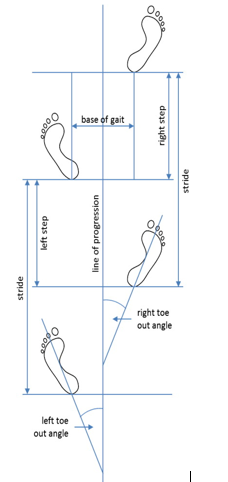 base of gait
right step
stride
left step
line of progression
stride
right toe
out angle
left toe
out angle